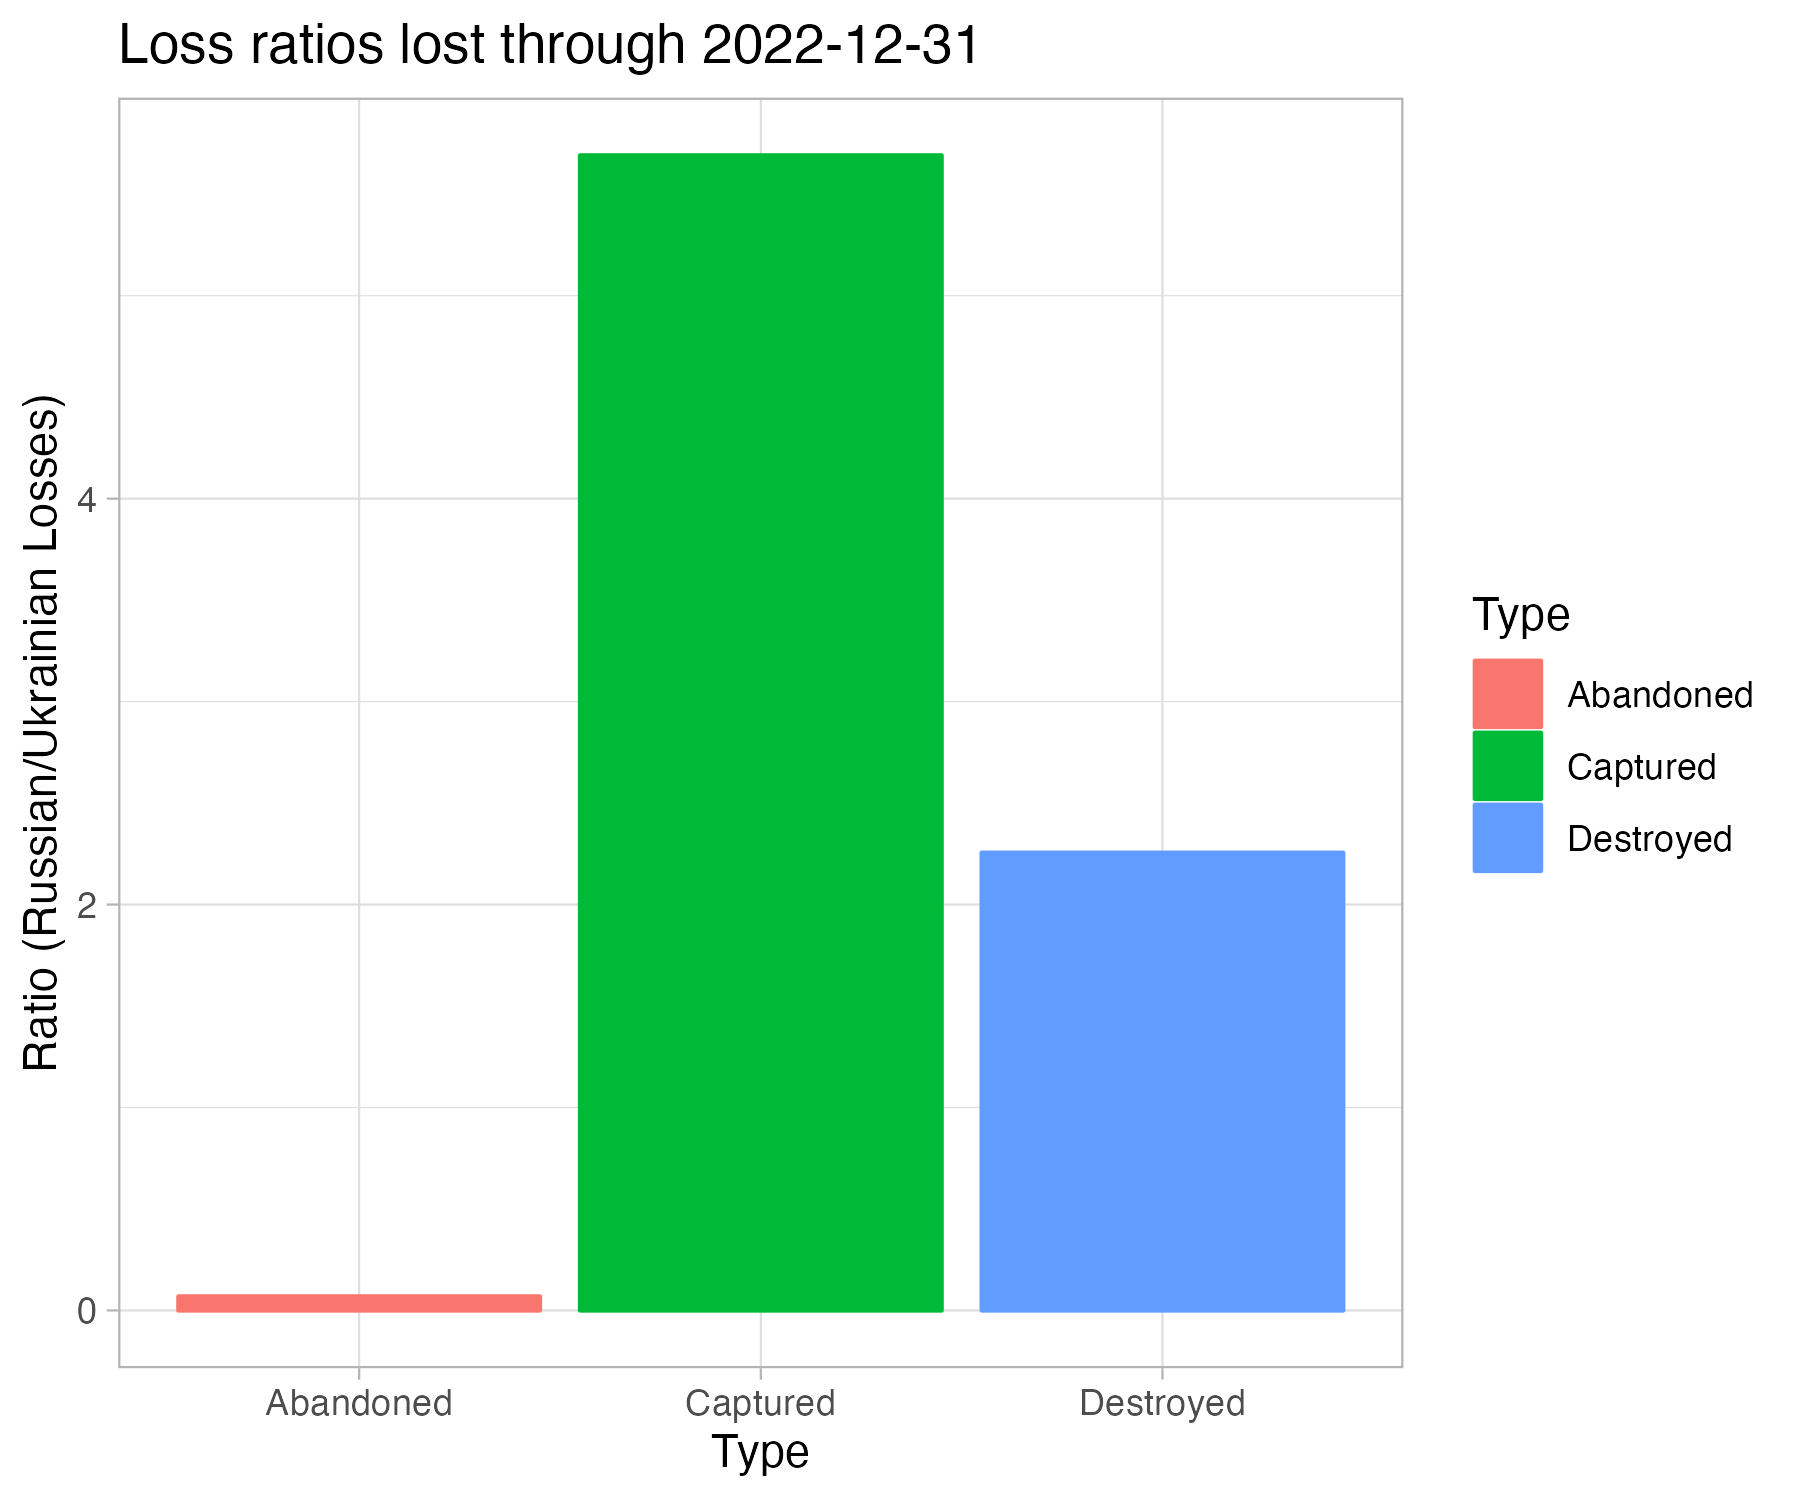 Loss ratios lost through 2022-12-31
Ratio (Russian/Ukrainian Losses)
4
2
0
Abandoned
Captured
Destroyed
Type
Type
Abandoned
Captured
Destroyed